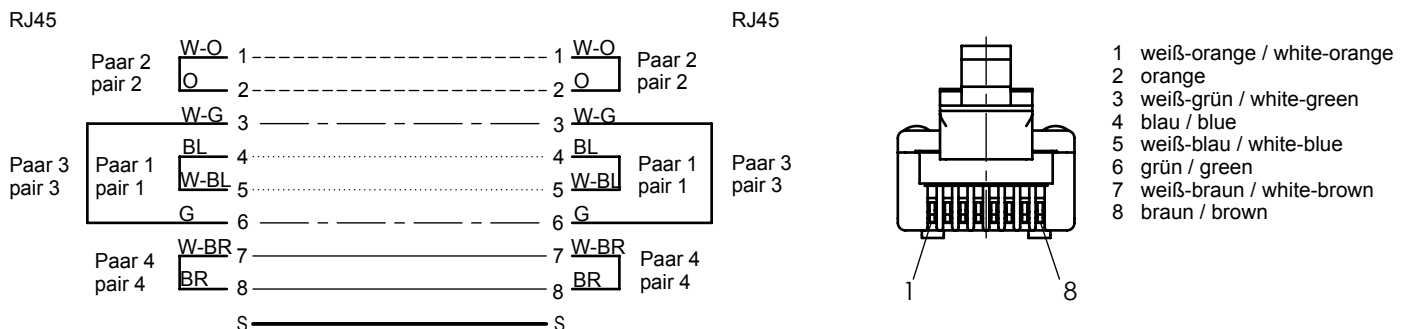 RJ45
RJ45
Paar 2
pair 2
W-O 1
O 2
W-G 3
Paar 3
pair 3
Paar 1
pair 1
BL 4
W-BL 5
G 6
Paar 4
pair 4
W-BR 7
BR 8
S
1 W-O
2 O
Paar 2
pair 2
3 W-G
4 BL
5 W-BL
Paar 1
pair 1
Paar 3
pair 3
6 G
7 W-BR
8 BR
Paar 4
pair 4
S
1 8
1 weiß-orange / white-orange
2 orange
3 weiß-grün / white-green
4 blau / blue
5 weiß-blau / white-blue
6 grün / green
7 weiß-braun / white-brown
8 braun / brown